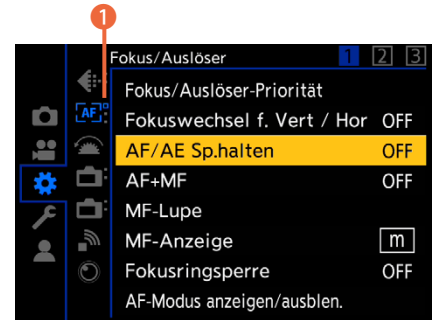 1
Fokus/Auslöser 1 2 3
AF
Fokus/Auslöser-Priorität
Fokuswechsel f. Vert / Hor OFF
AF/AE Sp.halten OFF
AF+MF OFF
MF-Lupe
MF-Anzeige m
Fokusringsperre OFF
AF-Modus anzeigen/ausblen.